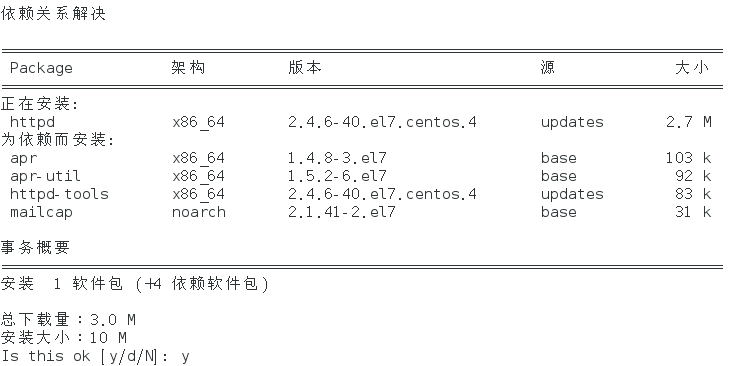 依赖关系解决
Package 架构 版本 源 大小
正在安装:
httpd x86_64 2.4.6-40.el7.centos.4 updates 2.7 M
为依赖而安装:
apr x86_64 1.4.8-3.el7 base 103 k
apr-util x86_64 1.5.2-6.el7 base 92 k
httpd-tools x86_64 2.4.6-40.el7.centos.4 updates 83 k
mailcap noarch 2.1.41-2.el7 base 31 k
事务概要
安装 1 软件包 (+4 依赖软件包)
总下载量：3.0 M
安装大小：10 M
Is this ok [y/d/N]: y